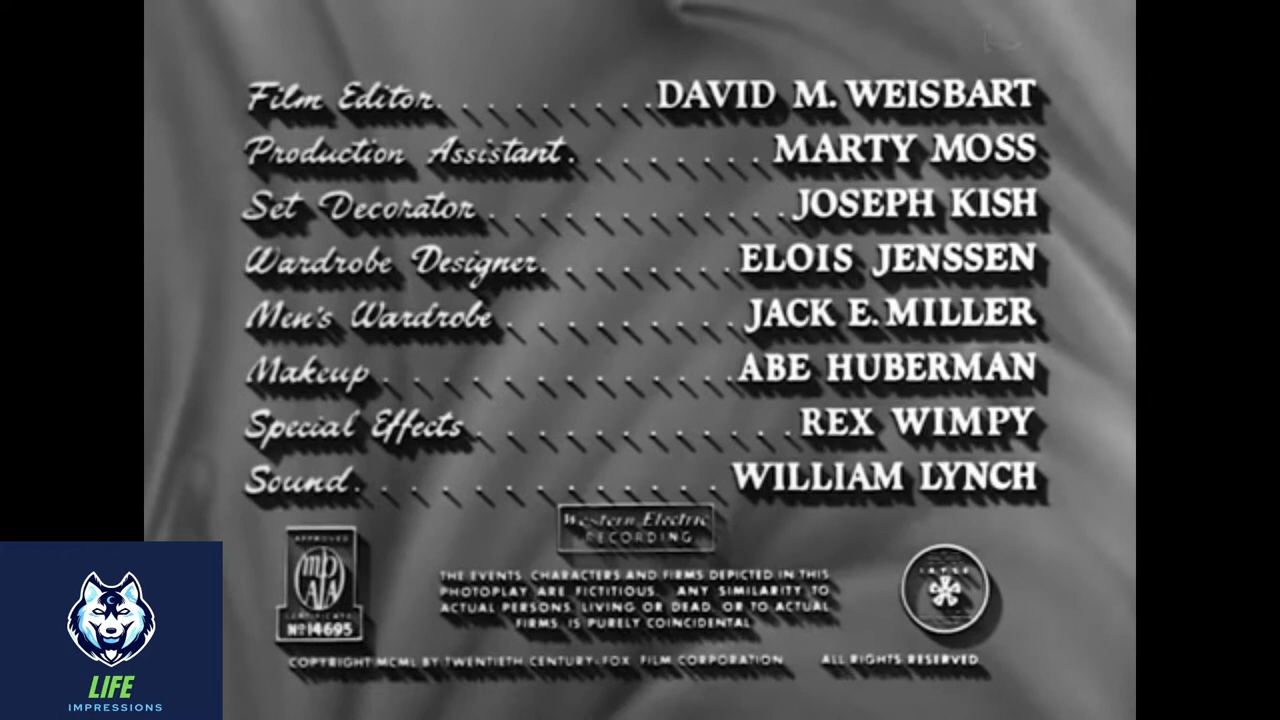 Film Editor. . . . . . . . DAVID M. WEISBART
Production Assistant. . . . . . . . MARTY MOSS
Set Decorator . . . . . . . . . . . JOSEPH KISH
Wardrobe Designer. . . . . . . ELOIS JENSSEN
Men's Wardrobe . . . . . . . . . JACK E. MILLER
Makeup . . . . . . . . . . . . . ABE HUBERMAN
Special Effects . . . . . . . . . . . . REX WIMPY
Sound. . . . . . . . . . . . . WILLIAM LYNCH
Western Electric
RECORDING
APPROVED
MPAA
CERTIFICATE
No 14695
THE EVENTS, CHARACTERS AND FIRMS DEPICTED IN THIS
PHOTOPLAY ARE FICTITIOUS. ANY SIMILARITY TO
ACTUAL PERSONS, LIVING OR DEAD, OR TO ACTUAL
FIRMS, IS PURELY COINCIDENTAL.
I.A.T.S.E.
COPYRIGHT MCML BY TWENTIETH CENTURY-FOX FILM CORPORATION ALL RIGHTS RESERVED
LIFE
IMPRESSIONS